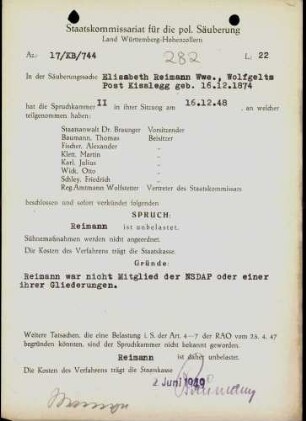 Staatskommissariat für die pol. Säuberung
Land Württemberg-Hohenzollern
Az: 17/KB/744 282 L: 22
In der Säuberungssache Elisabeth Reimann Wwe., Wolfgelts
Post Kisslegg geb. 16.12.1874
hat die Spruchkammer II in ihrer Sitzung am 16.12.48, an welcher
teilgenommen haben:
Staatsanwalt Dr. Brauner Vorsitzender
Baumann, Thomas Beisitzer
Fischer, Alexander "
Klett, Martin "
Karl, Julius "
Wirk, Otto "
Schley, Friedrich "
Reg.Amtmann Vertreter des Staatskommissars
beschlossen und sofort verkündet folgenden
SPRUCH:
Reimann ist unbelastet.
Sühnemaßnahmen werden nicht angeordnet.
Die Kosten des Verfahrens trägt die Staatskasse.
Gründe:
Reimann war nicht Mitglied der NSDAP oder einer
ihrer Gliederungen.
Weitere Tatsachen, die eine Belastung i. S. der Art. 4–7 der RAO vom 25. 4. 47
begründen können, sind der Spruchkammer nicht bekannt geworden.
Reimann ist daher unbelastet.
Die Kosten des Verfahrens trägt die Staatskasse
2. Juni 1949